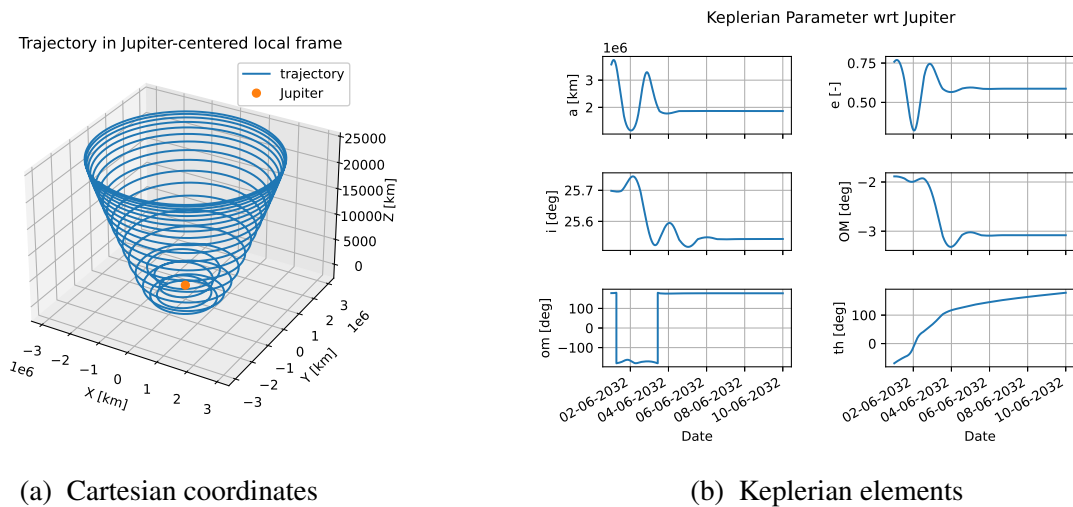 Trajectory in Jupiter-centered local frame
trajectory
Jupiter
25000
20000
15000
10000
5000
0
Z [km]
−3
−2
−1
0
1
2
3
1e6
X [km]
−3
−2
−1
0
1
2
3
1e6
Y [km]
(a) Cartesian coordinates
Keplerian Parameter wrt Jupiter
1e6
3
2
a [km]
0.75
0.50
e [-]
25.7
25.6
i [deg]
−2
−3
OM [deg]
100
0
−100
om [deg]
02-06-2032
04-06-2032
06-06-2032
08-06-2032
10-06-2032
Date
100
0
th [deg]
02-06-2032
04-06-2032
06-06-2032
08-06-2032
10-06-2032
Date
(b) Keplerian elements